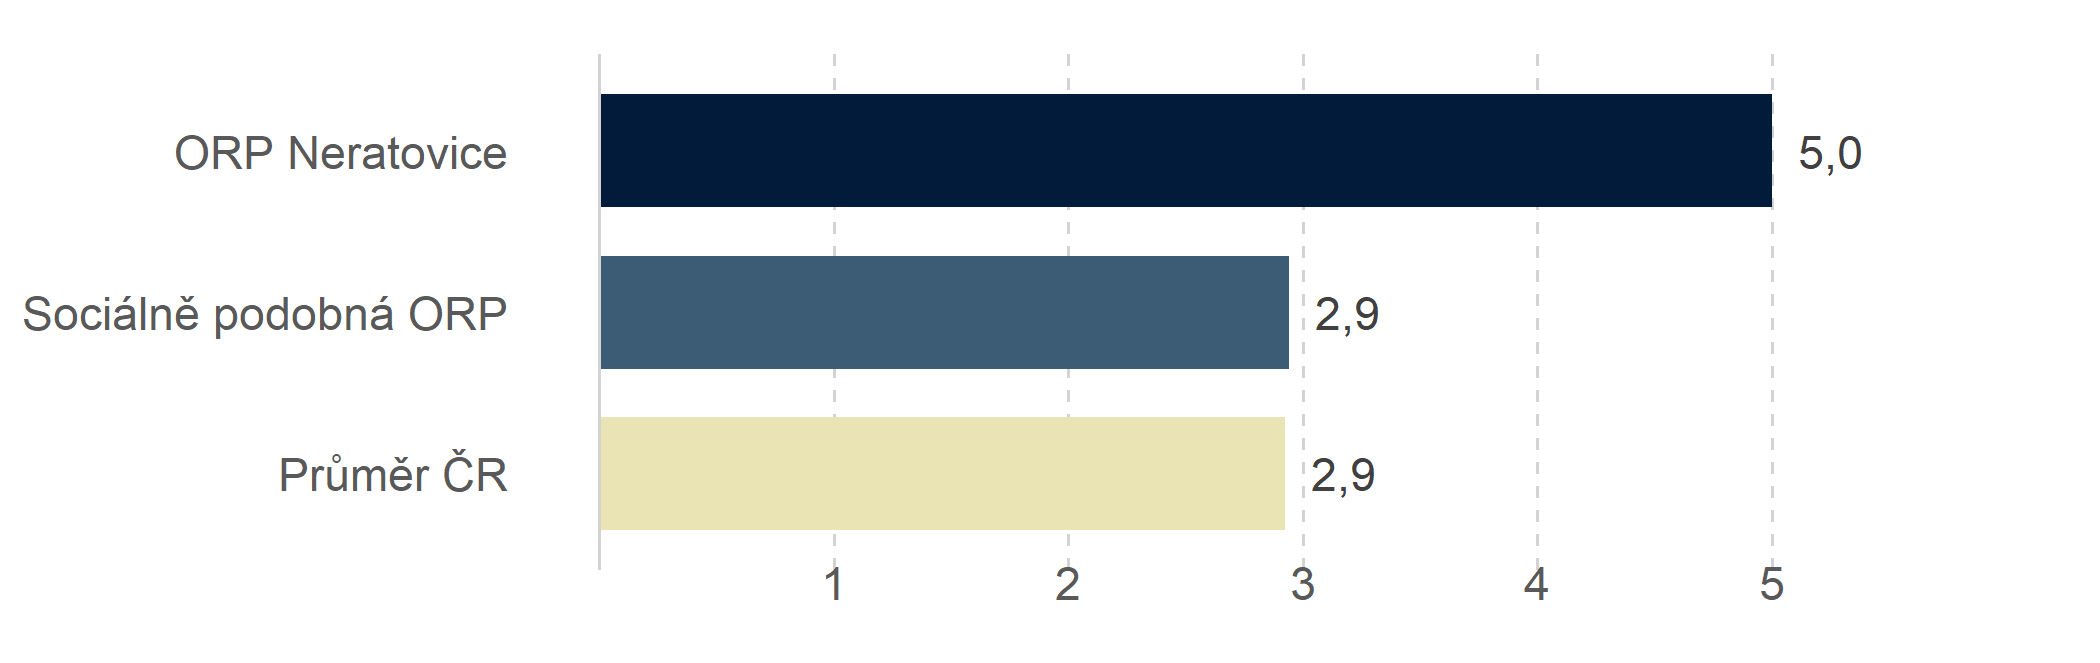 ORP Neratovice 5,0
Sociálně podobná ORP 2,9
Průměr ČR 2,9
1 2 3 4 5